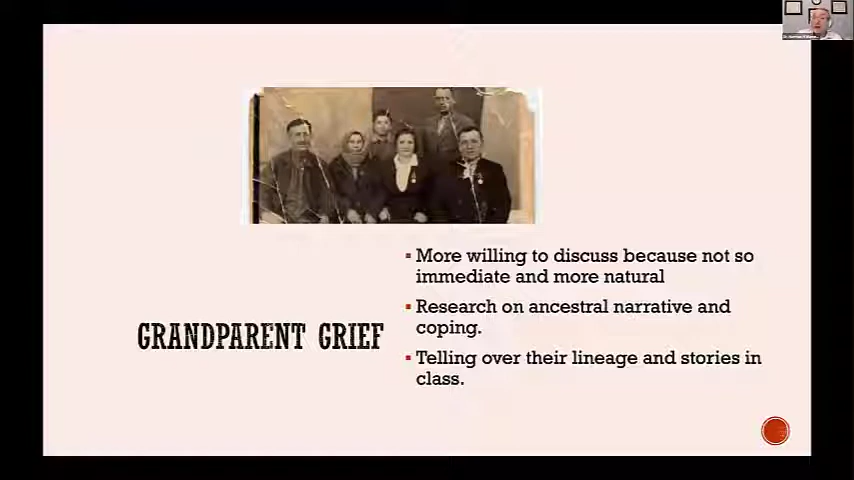 GRANDPARENT GRIEF
▪ More willing to discuss because not so
immediate and more natural
▪ Research on ancestral narrative and
coping.
▪ Telling over their lineage and stories in
class.